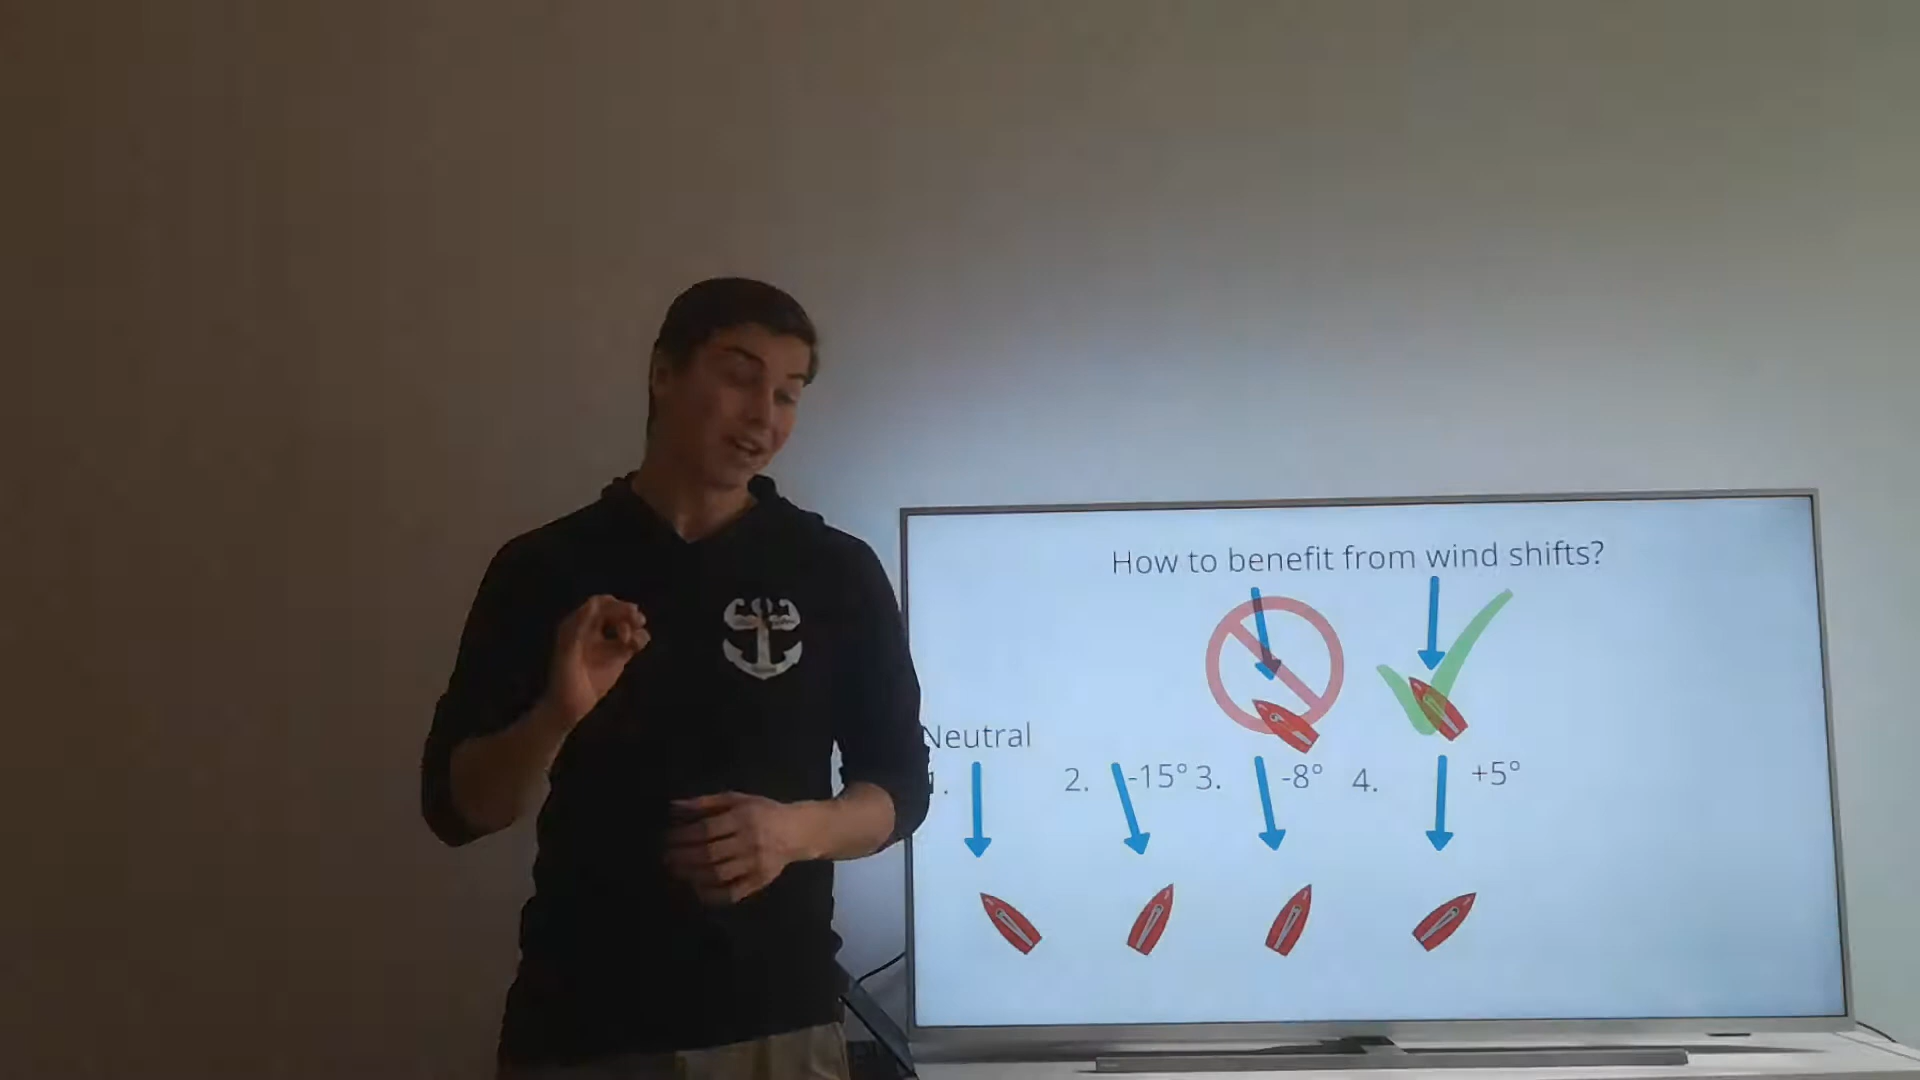 How to benefit from wind shifts?
Neutral
1. 2. -15° 3. -8° 4. +5°